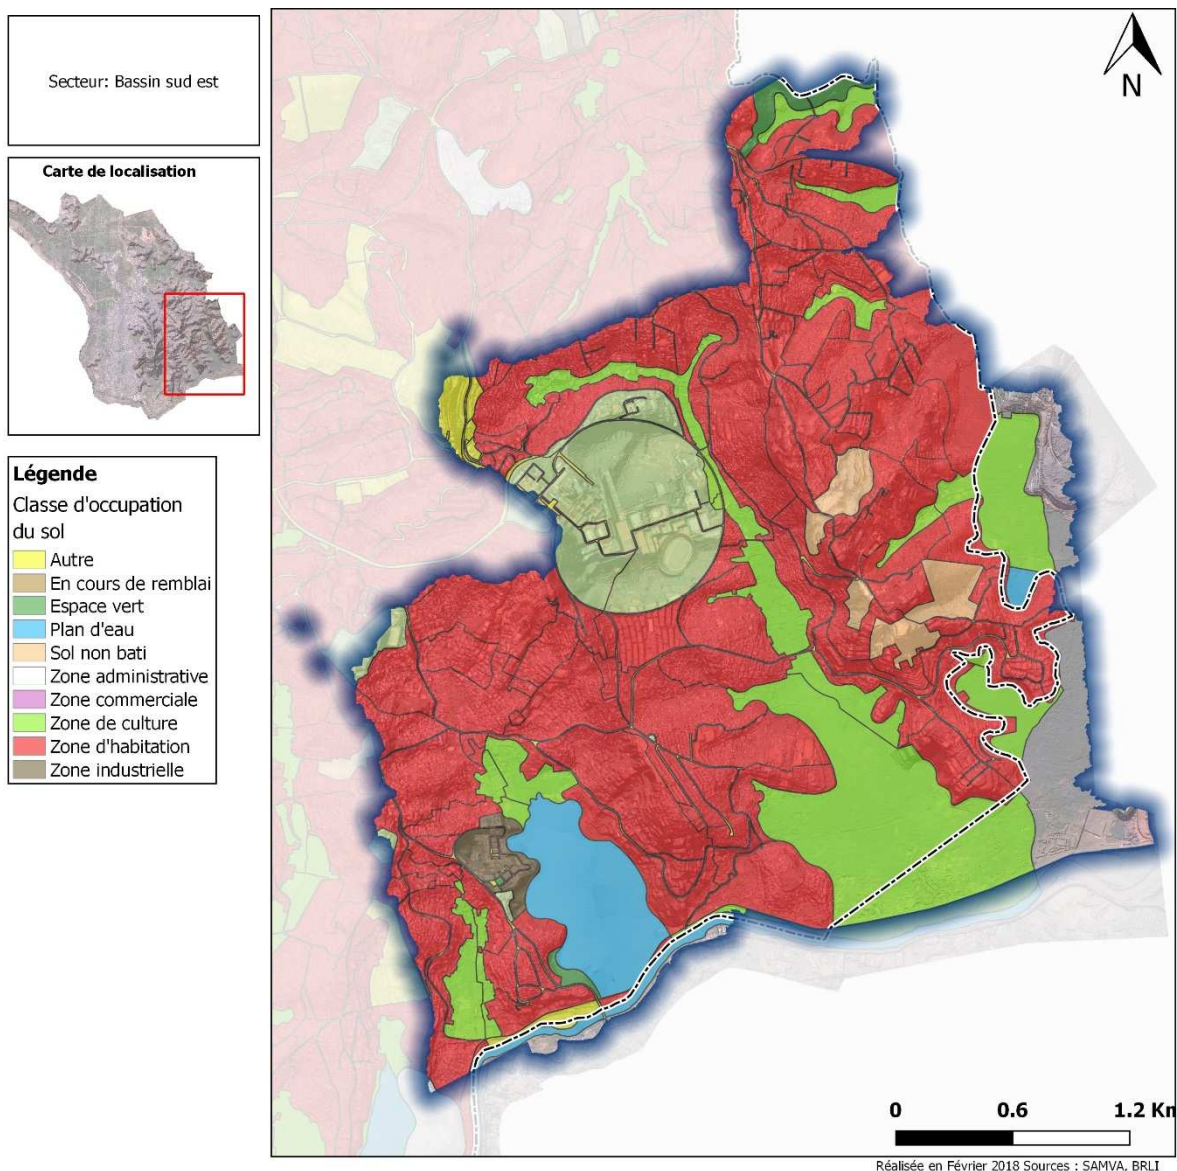 Secteur: Bassin sud est
Carte de localisation
Légende
Classe d'occupation
du sol
Autre
En cours de remblai
Espace vert
Plan d'eau
Sol non bati
Zone administrative
Zone commerciale
Zone de culture
Zone d'habitation
Zone industrielle
N
0 0.6 1.2 Km
Réalisée en Février 2018 Sources : SAMVA, BRLI